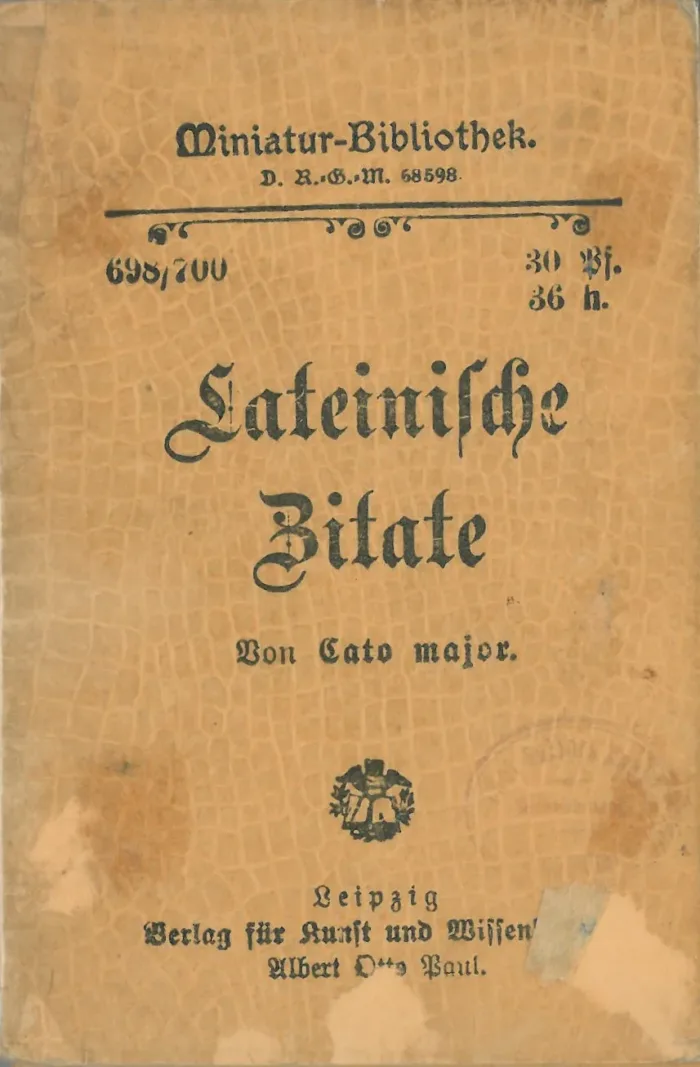 Miniatur-Bibliothek.
D. R.-G.-M. 68598.
698/700
30 Pf.
36 h.
Lateinische
Zitate
Von Cato major.
Leipzig
Verlag für Kunst und
Albert Otto Paul.